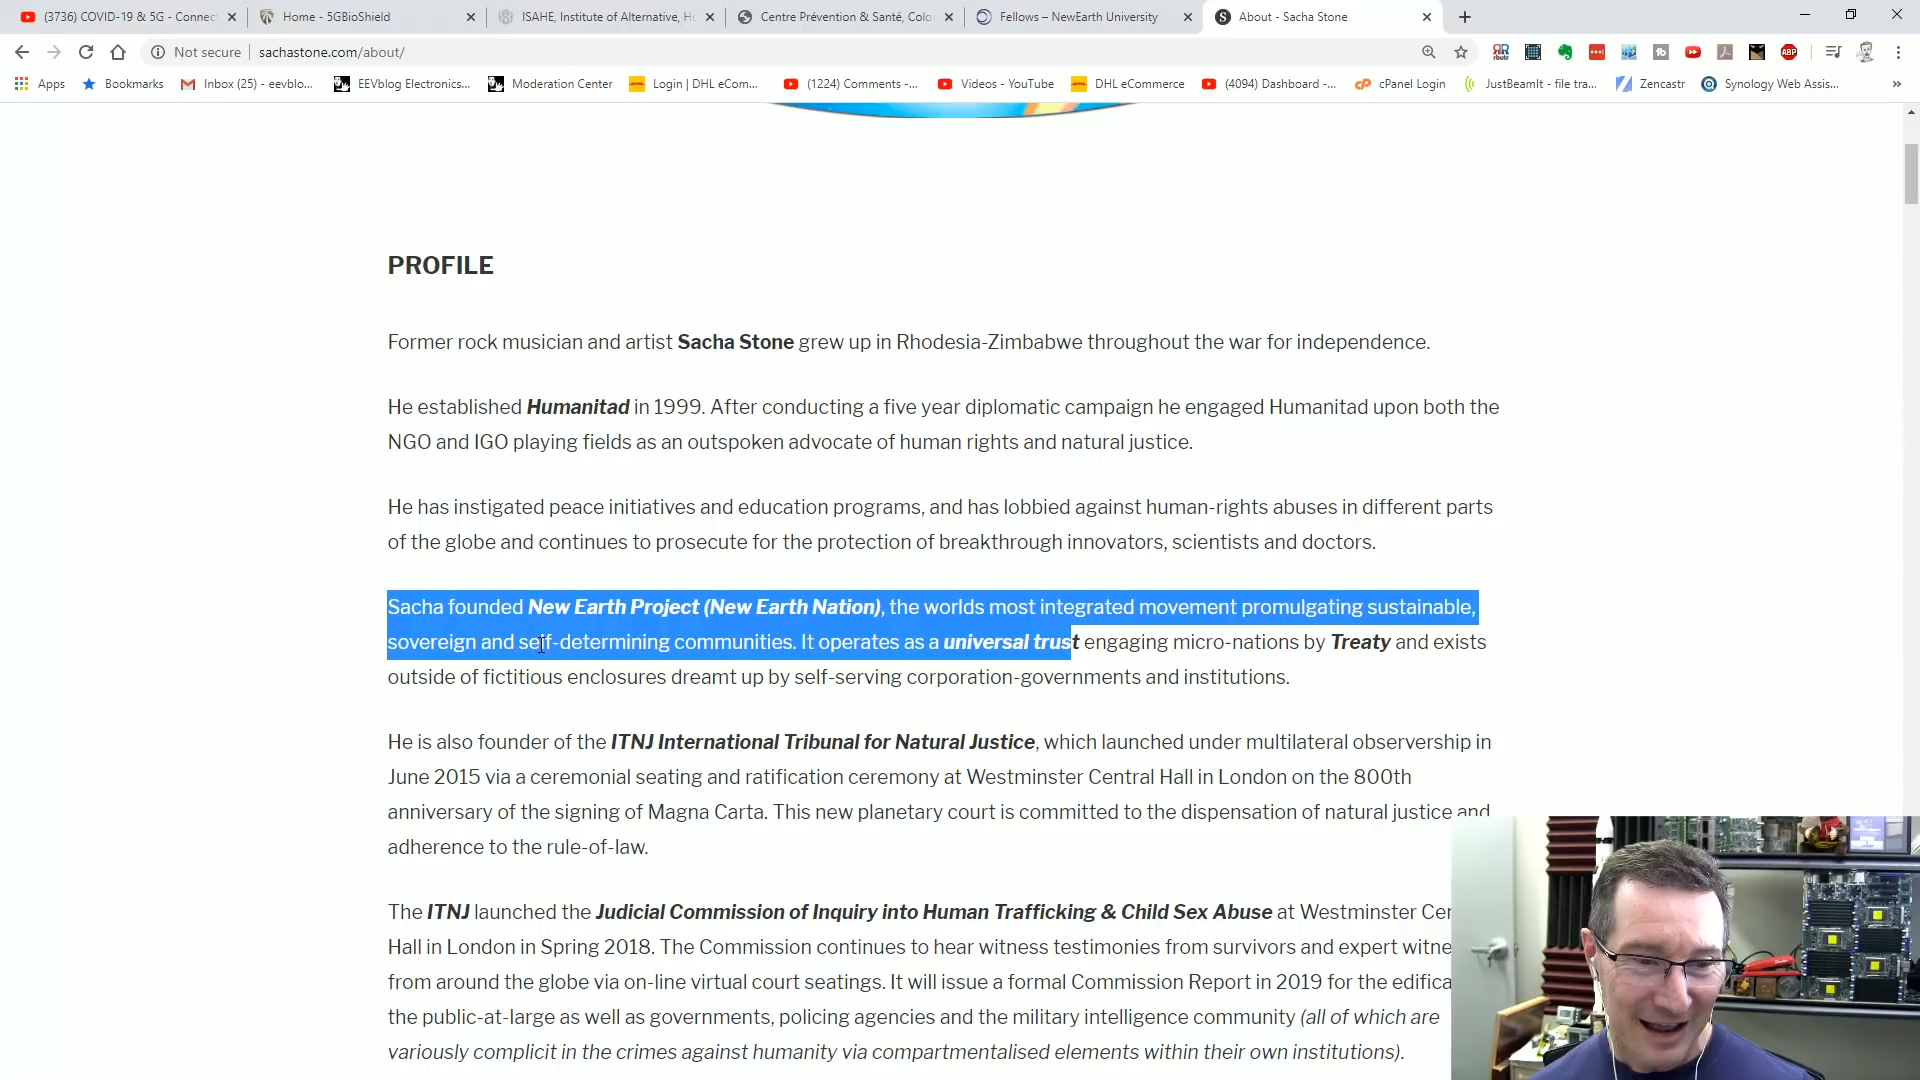 (3736) COVID-19 & 5G - Connect
Home - 5GBioShield
ISAHE, Institute of Alternative, Ho
Centre Prévention & Santé, Colo
Fellows – NewEarth University
About - Sacha Stone
Not secure
sachastone.com/about/
Apps
Bookmarks
Inbox (25) - eevblo...
EEVblog Electronics...
Moderation Center
Login | DHL eCom...
(1224) Comments -...
Videos - YouTube
DHL eCommerce
(4094) Dashboard -...
cPanel Login
JustBeamIt - file tra...
Zencastr
Synology Web Assis...
PROFILE
Former rock musician and artist Sacha Stone grew up in Rhodesia-Zimbabwe throughout the war for independence.
He established Humanitad in 1999. After conducting a five year diplomatic campaign he engaged Humanitad upon both the
NGO and IGO playing fields as an outspoken advocate of human rights and natural justice.
He has instigated peace initiatives and education programs, and has lobbied against human-rights abuses in different parts
of the globe and continues to prosecute for the protection of breakthrough innovators, scientists and doctors.
Sacha founded New Earth Project (New Earth Nation), the worlds most integrated movement promulgating sustainable,
sovereign and self-determining communities. It operates as a universal trust engaging micro-nations by Treaty and exists
outside of fictitious enclosures dreamt up by self-serving corporation-governments and institutions.
He is also founder of the ITNJ International Tribunal for Natural Justice, which launched under multilateral observership in
June 2015 via a ceremonial seating and ratification ceremony at Westminster Central Hall in London on the 800th
anniversary of the signing of Magna Carta. This new planetary court is committed to the dispensation of natural justice and
adherence to the rule-of-law.
The ITNJ launched the Judicial Commission of Inquiry into Human Trafficking & Child Sex Abuse at Westminster Cen
Hall in London in Spring 2018. The Commission continues to hear witness testimonies from survivors and expert witne
from around the globe via on-line virtual court seatings. It will issue a formal Commission Report in 2019 for the edifica
the public-at-large as well as governments, policing agencies and the military intelligence community (all of which are
variously complicit in the crimes against humanity via compartmentalised elements within their own institutions).